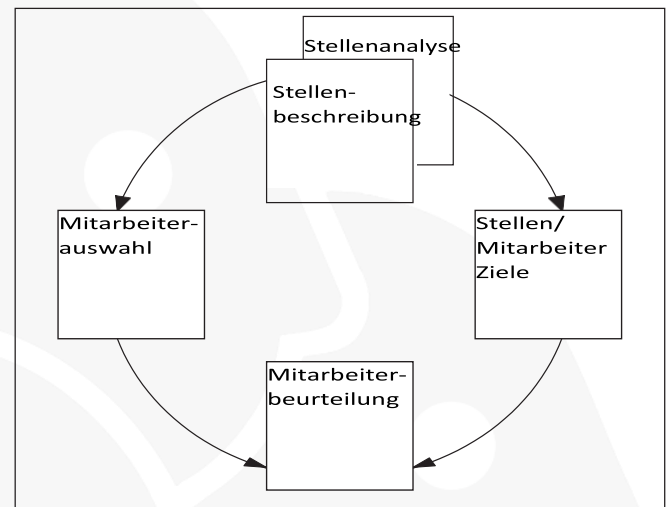 Stellenanalyse
Stellen-
beschreibung
Mitarbeiter-
auswahl
Stellen/
Mitarbeiter
Ziele
Mitarbeiter-
beurteilung